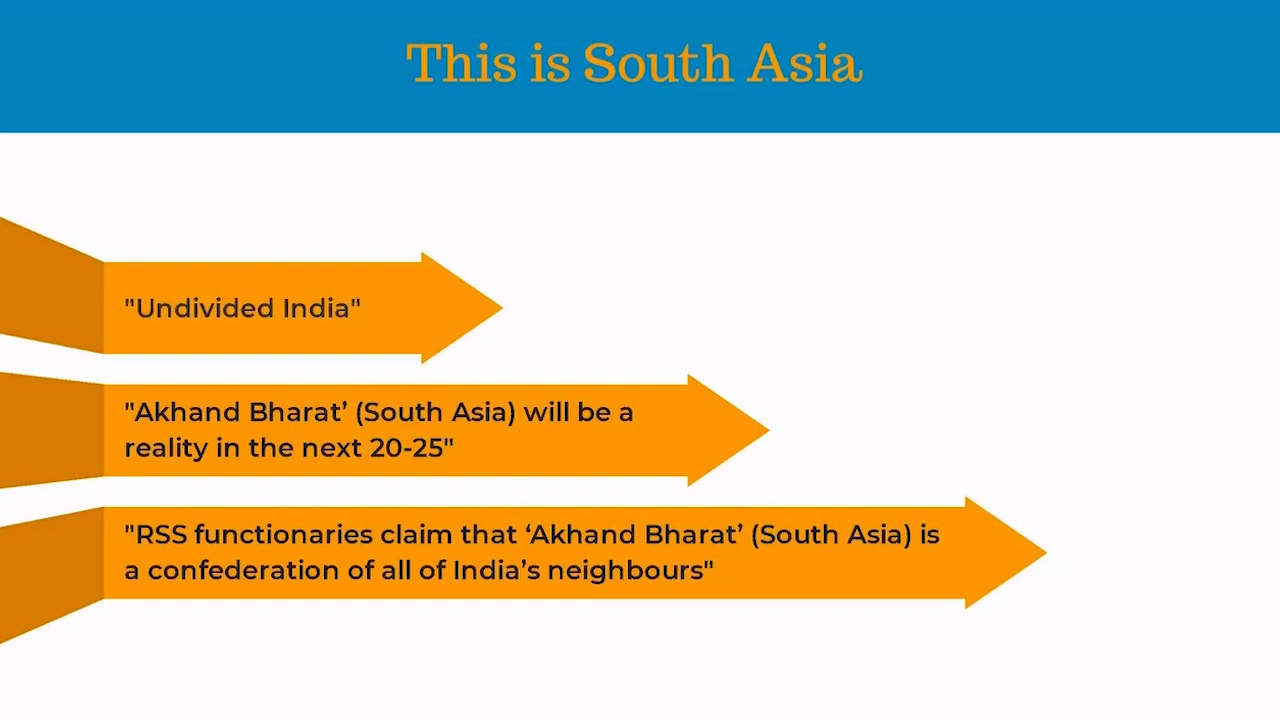 This is South Asia
"Undivided India"
"Akhand Bharat’ (South Asia) will be a
reality in the next 20-25"
"RSS functionaries claim that ‘Akhand Bharat’ (South Asia) is
a confederation of all of India’s neighbours"